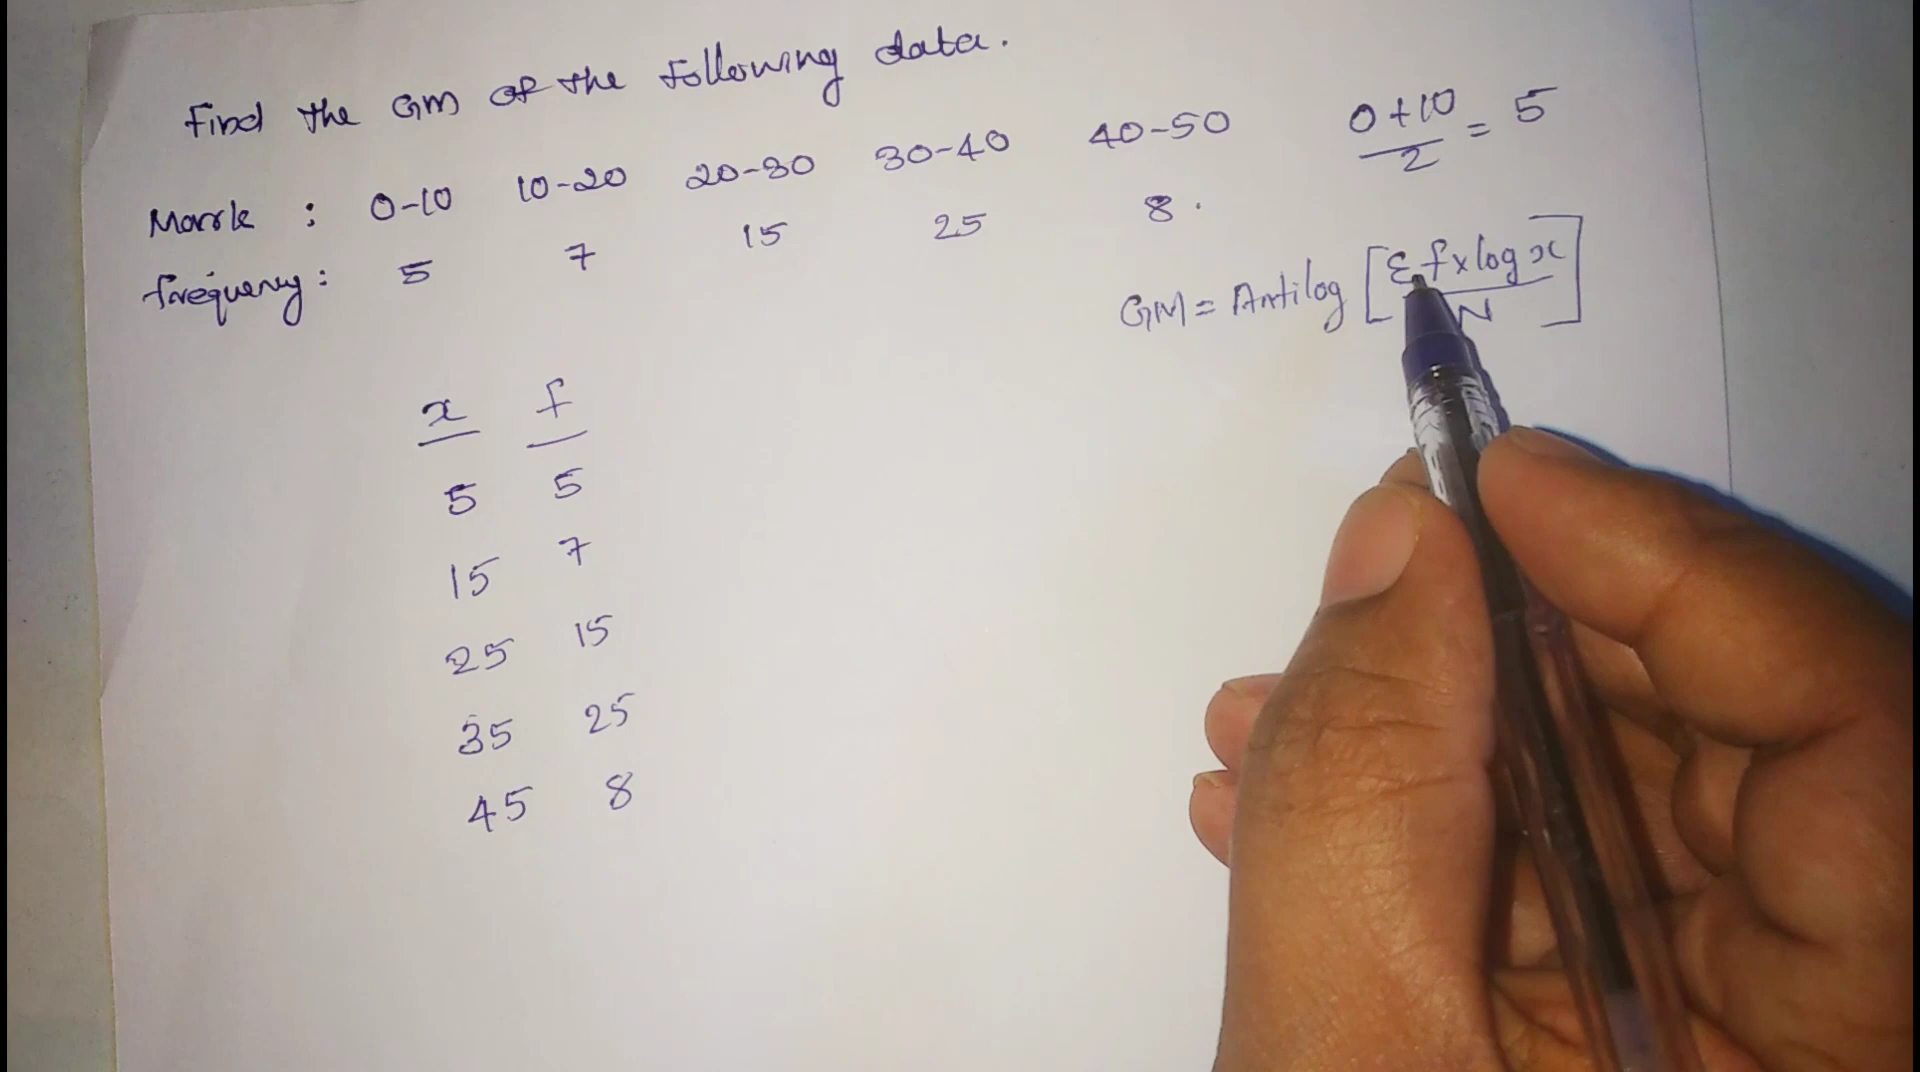 Find the GM of the following data.
Mark : 0-10 10-20 20-30 30-40 40-50
frequency: 5 7 15 25 8.
0+10/2 = 5
GM = Antilog [Σf×log x/N]
x f
5 5
15 7
25 15
35 25
45 8